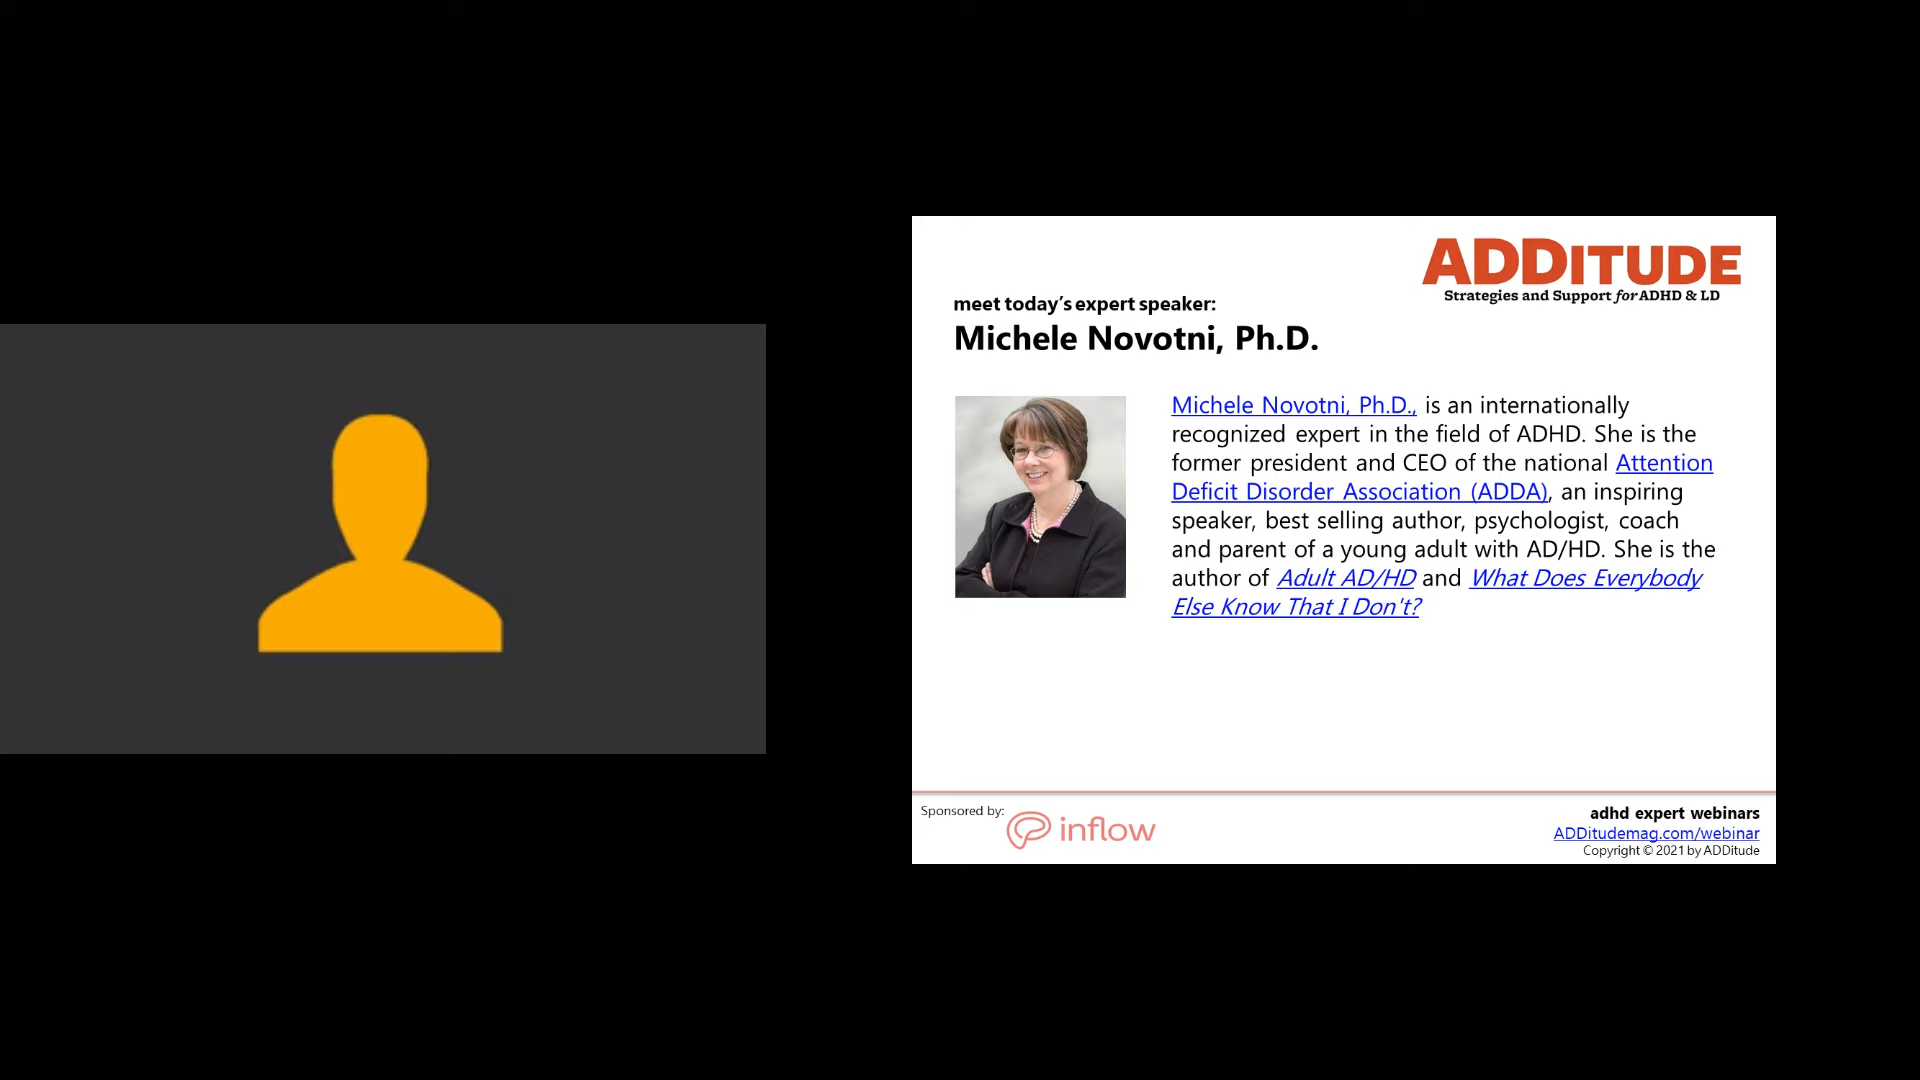 ADDITUDE
Strategies and Support for ADHD & LD
meet today's expert speaker:
Michele Novotni, Ph.D.
Michele Novotni, Ph.D., is an internationally
recognized expert in the field of ADHD. She is the
former president and CEO of the national Attention
Deficit Disorder Association (ADDA), an inspiring
speaker, best selling author, psychologist, coach
and parent of a young adult with AD/HD. She is the
author of Adult AD/HD and What Does Everybody
Else Know That I Don't?
Sponsored by:
inflow
adhd expert webinars
ADDitudemag.com/webinar
Copyright © 2021 by ADDitude